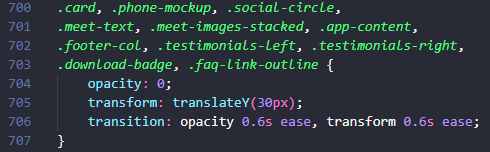 700 .card, .phone-mockup, .social-circle,
701 .meet-text, .meet-images-stacked, .app-content,
702 .footer-col, .testimonials-left, .testimonials-right,
703 .download-badge, .faq-link-outline {
704     opacity: 0;
705     transform: translateY(30px);
706     transition: opacity 0.6s ease, transform 0.6s ease;
707 }